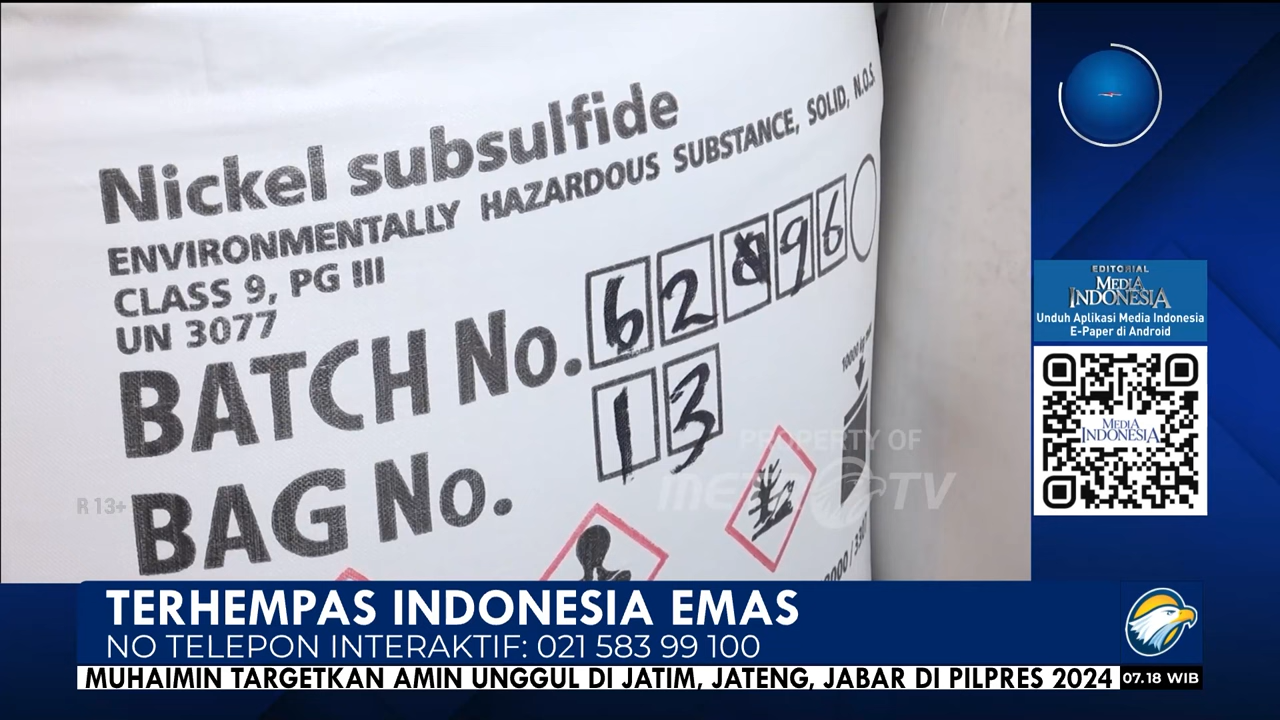 Nickel subsulfide
ENVIRONMENTALLY HAZARDOUS SUBSTANCE, SOLID, N.O.S.
CLASS 9, PG III
UN 3077
BATCH No. 62896
BAG No. 13
PROPERTY OF
METRO TV
R 13+
EDITORIAL
MEDIA
INDONESIA
Unduh Aplikasi Media Indonesia
E-Paper di Android
MEDIA
INDONESIA
TERHEMPAS INDONESIA EMAS
NO TELEPON INTERAKTIF: 021 583 99 100
MUHAIMIN TARGETKAN AMIN UNGGUL DI JATIM, JATENG, JABAR DI PILPRES 2024
07.18 WIB